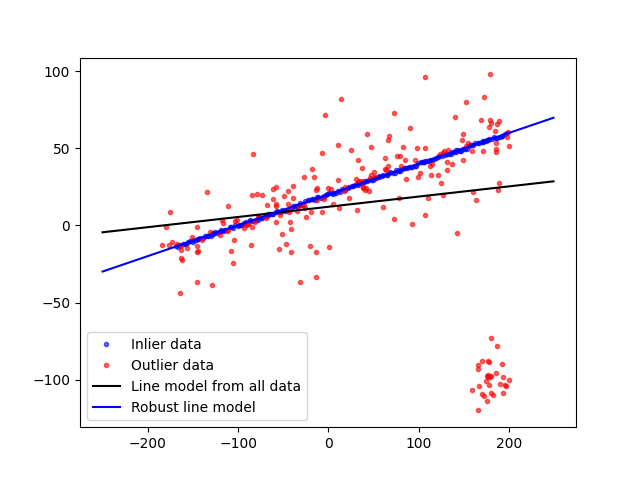 100
50
0
−50
−100
Inlier data
Outlier data
Line model from all data
Robust line model
−200
−100
0
100
200